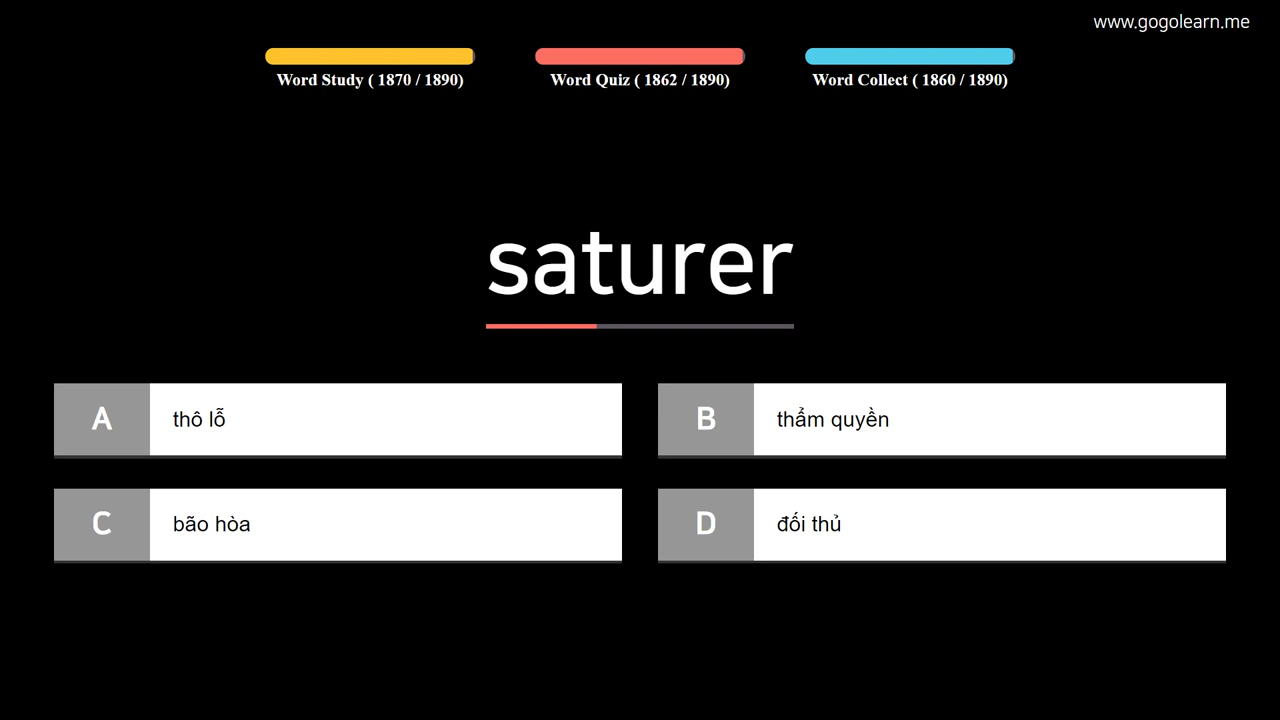 www.gogolearn.me
Word Study ( 1870 / 1890)
Word Quiz ( 1862 / 1890)
Word Collect ( 1860 / 1890)
saturer
A
thô lỗ
B
thẩm quyền
C
bão hòa
D
đối thủ